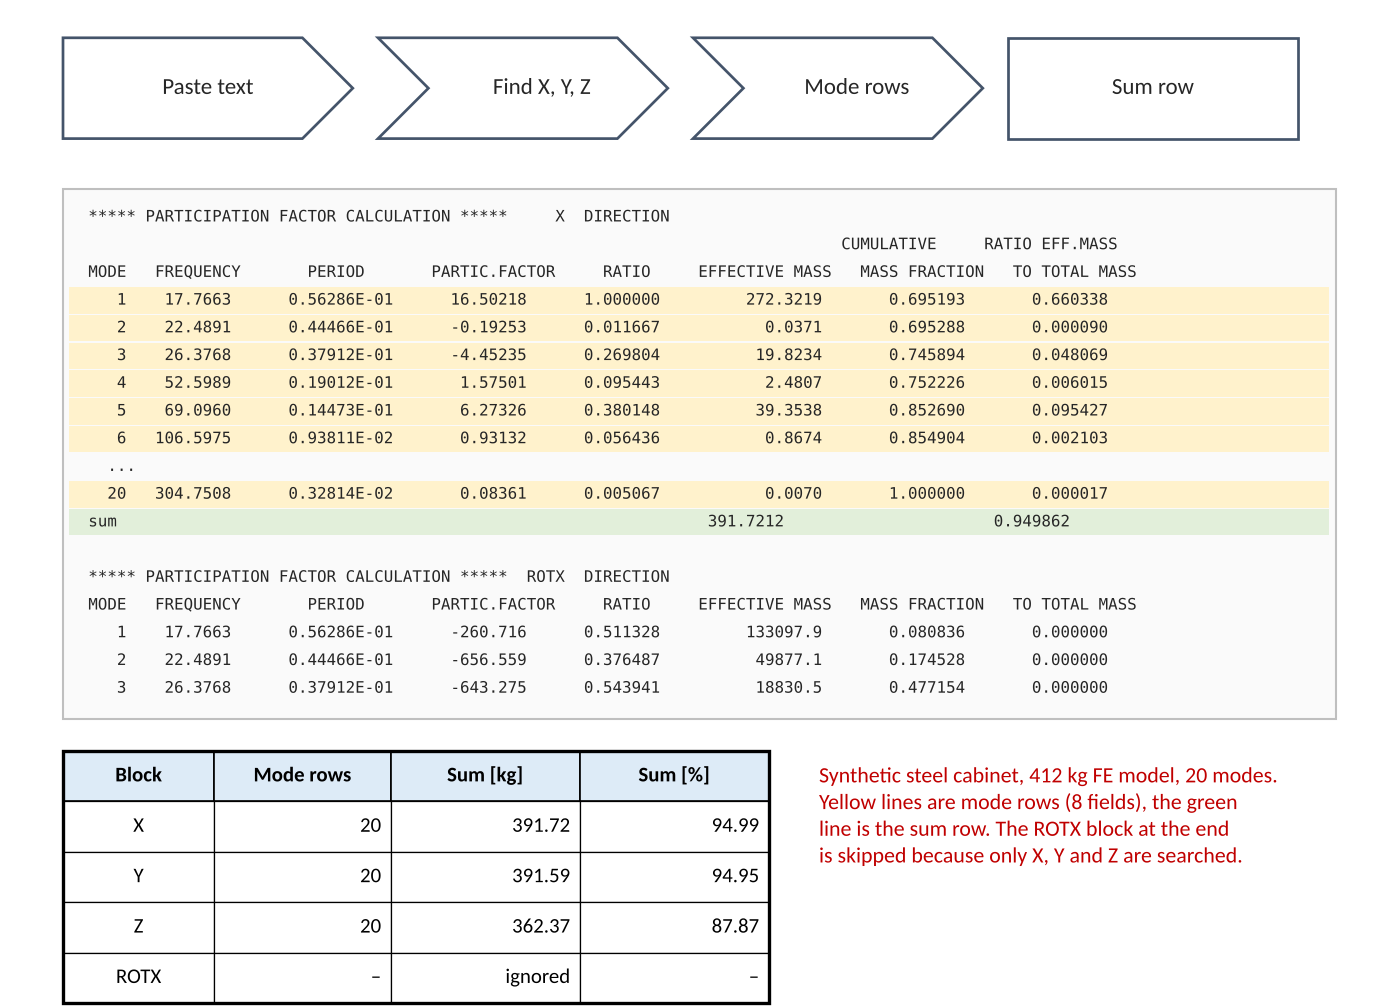 Paste text
Find X, Y, Z
Mode rows
Sum row
***** PARTICIPATION FACTOR CALCULATION ***** X DIRECTION
CUMULATIVE RATIO EFF.MASS
MODE FREQUENCY PERIOD PARTIC.FACTOR RATIO EFFECTIVE MASS MASS FRACTION TO TOTAL MASS
1 17.7663 0.56286E-01 16.50218 1.000000 272.3219 0.695193 0.660338
2 22.4891 0.44466E-01 -0.19253 0.011667 0.0371 0.695288 0.000090
3 26.3768 0.37912E-01 -4.45235 0.269804 19.8234 0.745894 0.048069
4 52.5989 0.19012E-01 1.57501 0.095443 2.4807 0.752226 0.006015
5 69.0960 0.14473E-01 6.27326 0.380148 39.3538 0.852690 0.095427
6 106.5975 0.93811E-02 0.93132 0.056436 0.8674 0.854904 0.002103
...
20 304.7508 0.32814E-02 0.08361 0.005067 0.0070 1.000000 0.000017
sum 391.7212 0.949862
***** PARTICIPATION FACTOR CALCULATION ***** ROTX DIRECTION
MODE FREQUENCY PERIOD PARTIC.FACTOR RATIO EFFECTIVE MASS MASS FRACTION TO TOTAL MASS
1 17.7663 0.56286E-01 -260.716 0.511328 133097.9 0.080836 0.000000
2 22.4891 0.44466E-01 -656.559 0.376487 49877.1 0.174528 0.000000
3 26.3768 0.37912E-01 -643.275 0.543941 18830.5 0.477154 0.000000
Block Mode rows Sum [kg] Sum [%]
X 20 391.72 94.99
Y 20 391.59 94.95
Z 20 362.37 87.87
ROTX – ignored –
Synthetic steel cabinet, 412 kg FE model, 20 modes.
Yellow lines are mode rows (8 fields), the green
line is the sum row. The ROTX block at the end
is skipped because only X, Y and Z are searched.